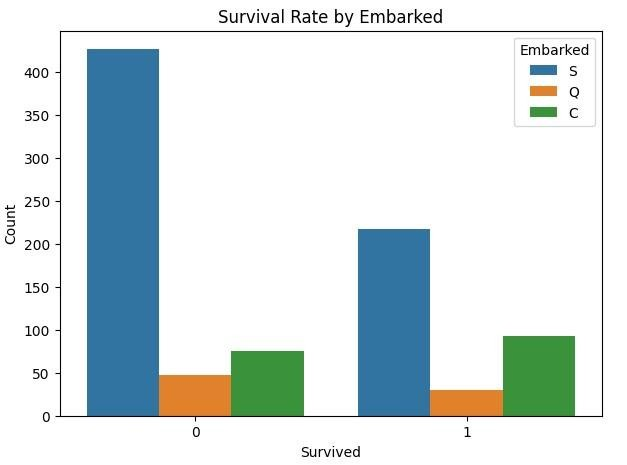 Survival Rate by Embarked
Embarked
S
Q
C
400
350
300
250
200
150
100
50
0
Count
0 1
Survived